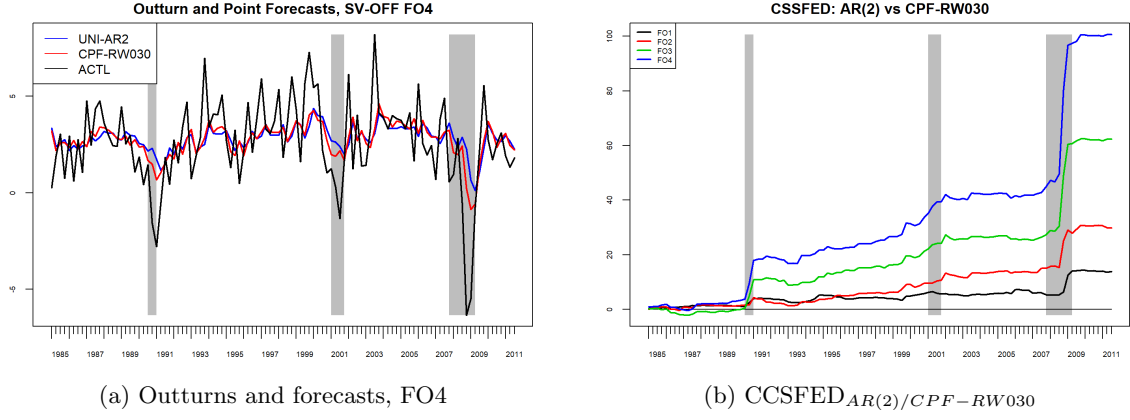 Outturn and Point Forecasts, SV-OFF FO4
UNI-AR2
CPF-RW030
ACTL
5
0
-5
1985 1987 1989 1991 1993 1995 1997 1999 2001 2003 2005 2007 2009 2011
(a) Outturns and forecasts, FO4
CSSFED: AR(2) vs CPF-RW030
FO1
FO2
FO3
FO4
100
80
60
40
20
0
1985 1987 1989 1991 1993 1995 1997 1999 2001 2003 2005 2007 2009 2011
(b) CCSFED AR(2)/CPF−RW030